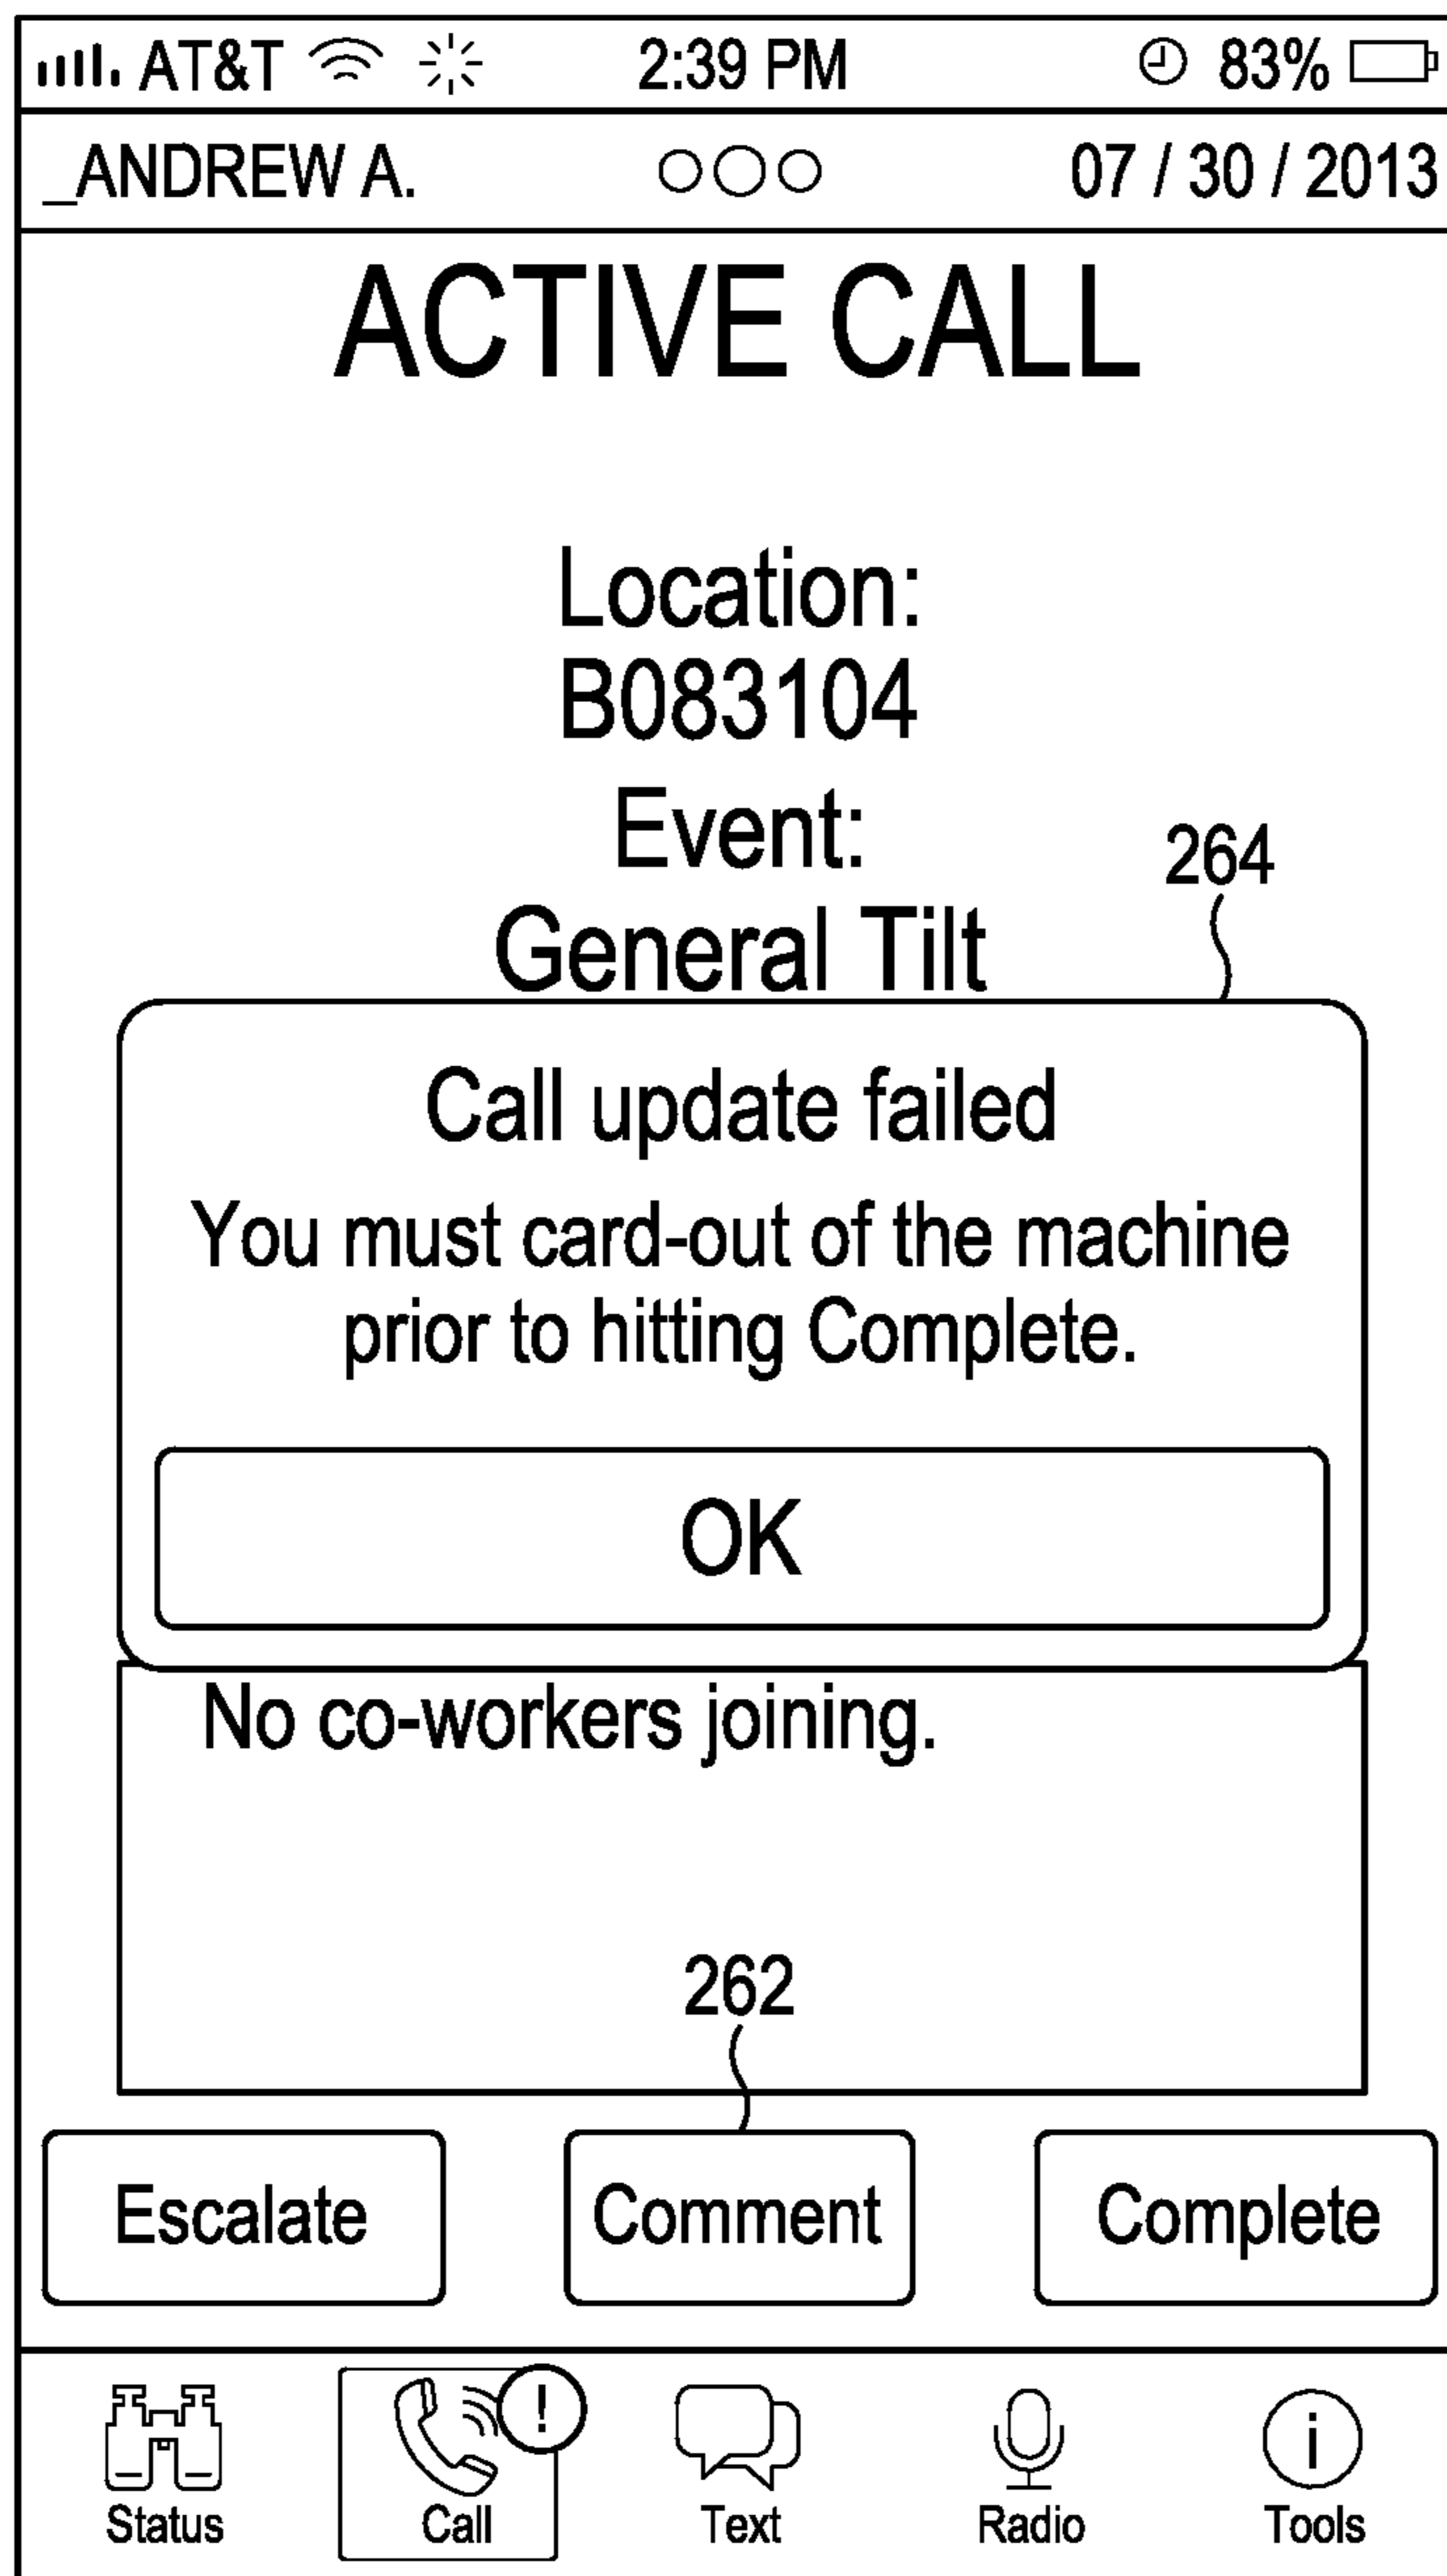 AT&T 2:39 PM 83%
_ANDREW A. 07 / 30 / 2013
ACTIVE CALL
Location:
B083104
Event:
264
General Tilt
Call update failed
You must card-out of the machine
prior to hitting Complete.
OK
No co-workers joining.
262
Escalate Comment Complete
!
i
Status Call Text Radio Tools